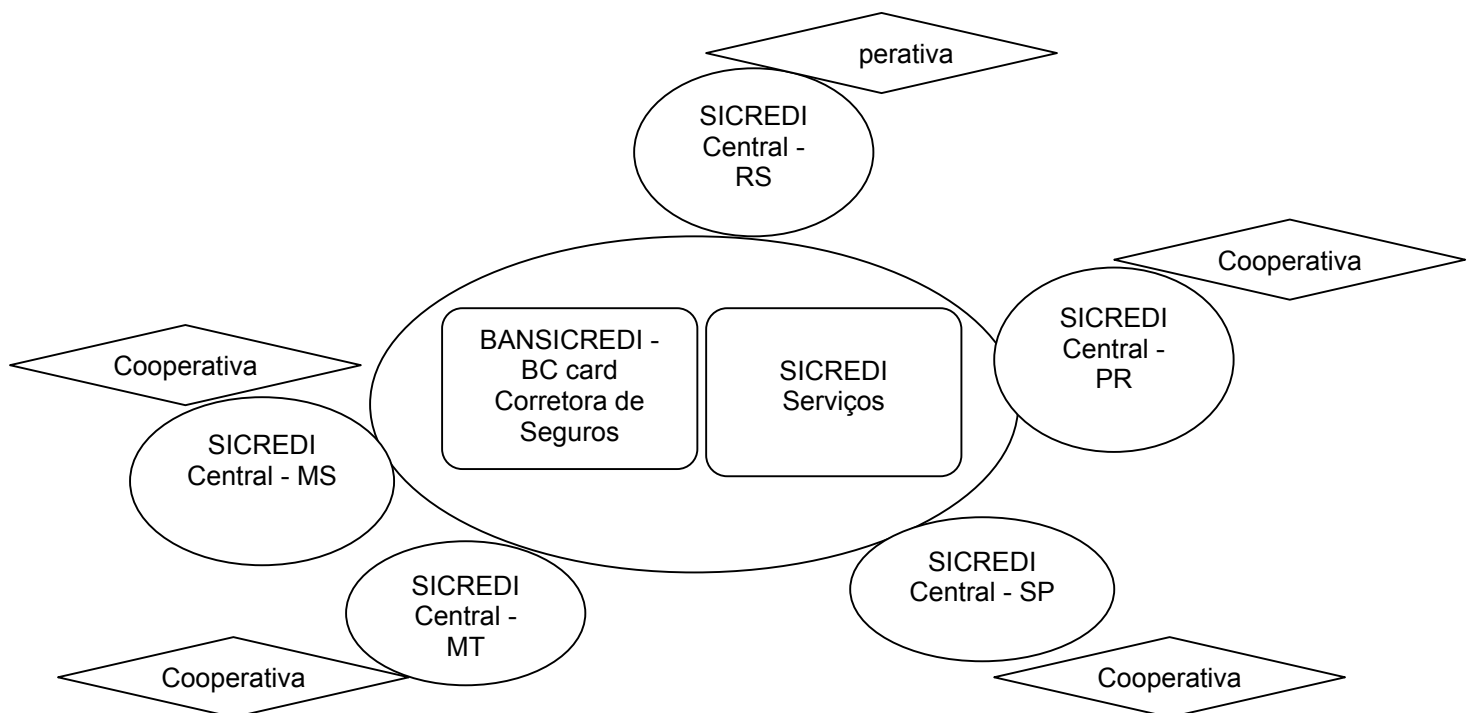 perativa
SICREDI
Central -
RS
Cooperativa
SICREDI
Central -
PR
BANSICREDI -
BC card
Corretora de
Seguros
SICREDI
Serviços
Cooperativa
SICREDI
Central - MS
SICREDI
Central - SP
SICREDI
Central -
MT
Cooperativa
Cooperativa